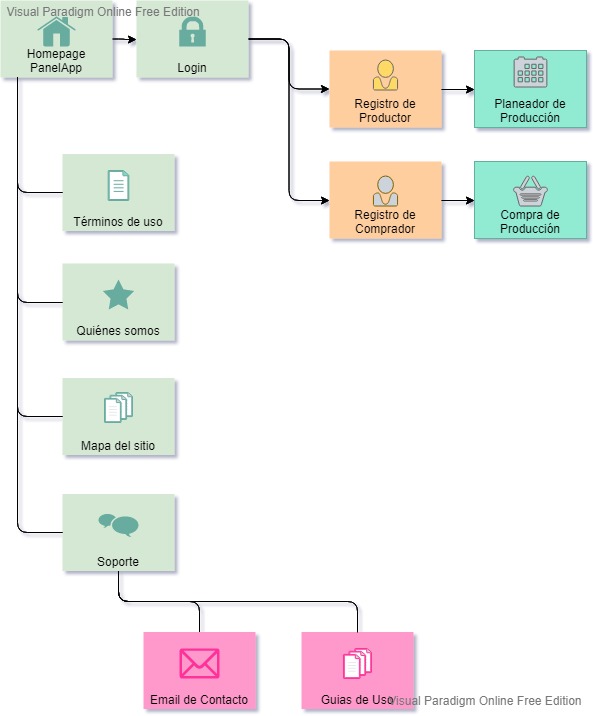 Visual Paradigm Online Free Edition
Homepage
PanelApp
Login
Registro de
Productor
Planeador de
Producción
Registro de
Comprador
Compra de
Producción
Términos de uso
Quiénes somos
Mapa del sitio
Soporte
Email de Contacto
Guias de Uso
Visual Paradigm Online Free Edition